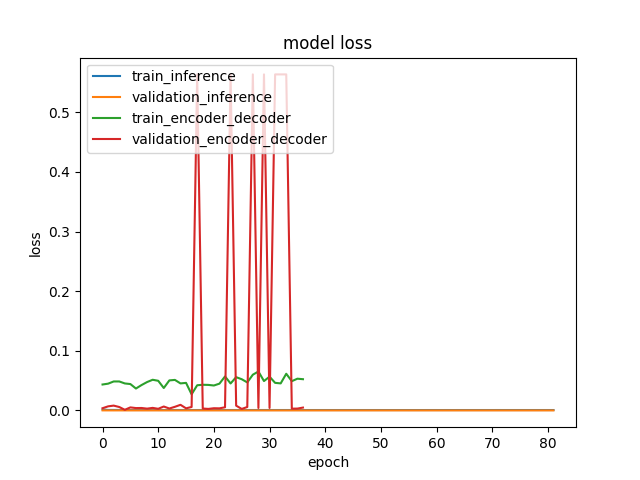 model loss
train_inference
validation_inference
train_encoder_decoder
validation_encoder_decoder
loss
0.5
0.4
0.3
0.2
0.1
0.0
0 10 20 30 40 50 60 70 80
epoch